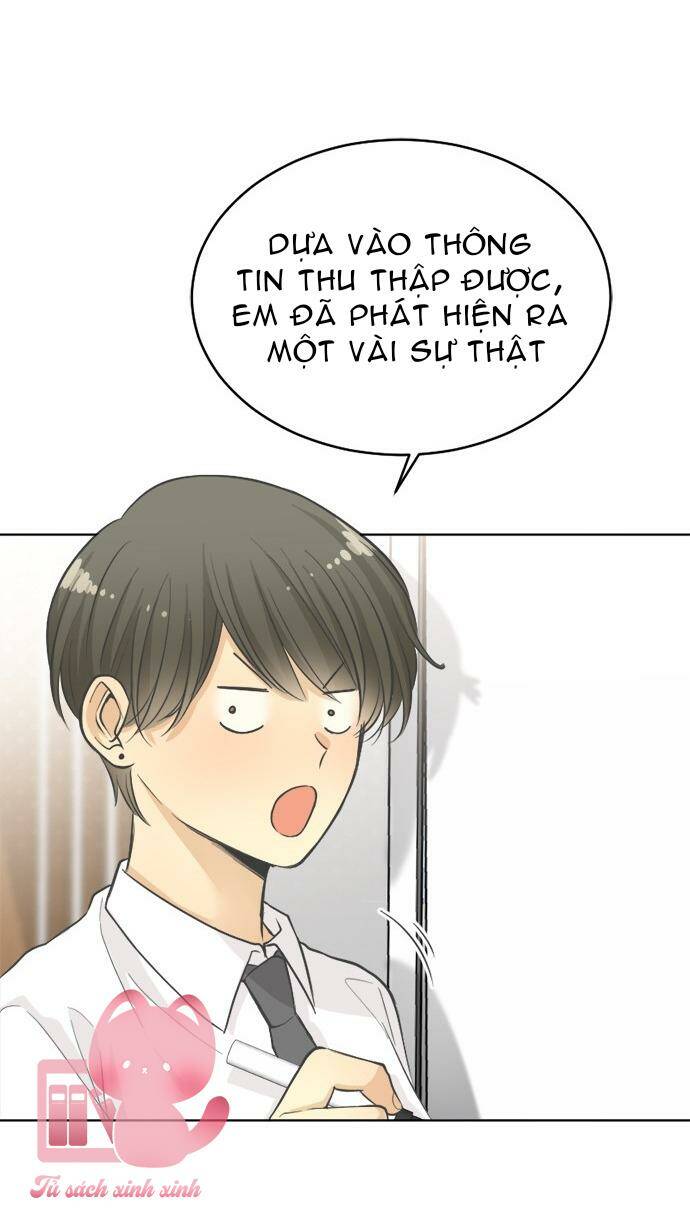 DỰA VÀO THÔNG
TIN THU THẬP ĐƯỢC,
EM ĐÃ PHÁT HIỆN RA
MỘT VÀI SỰ THẬT
Tủ sách xinh xinh